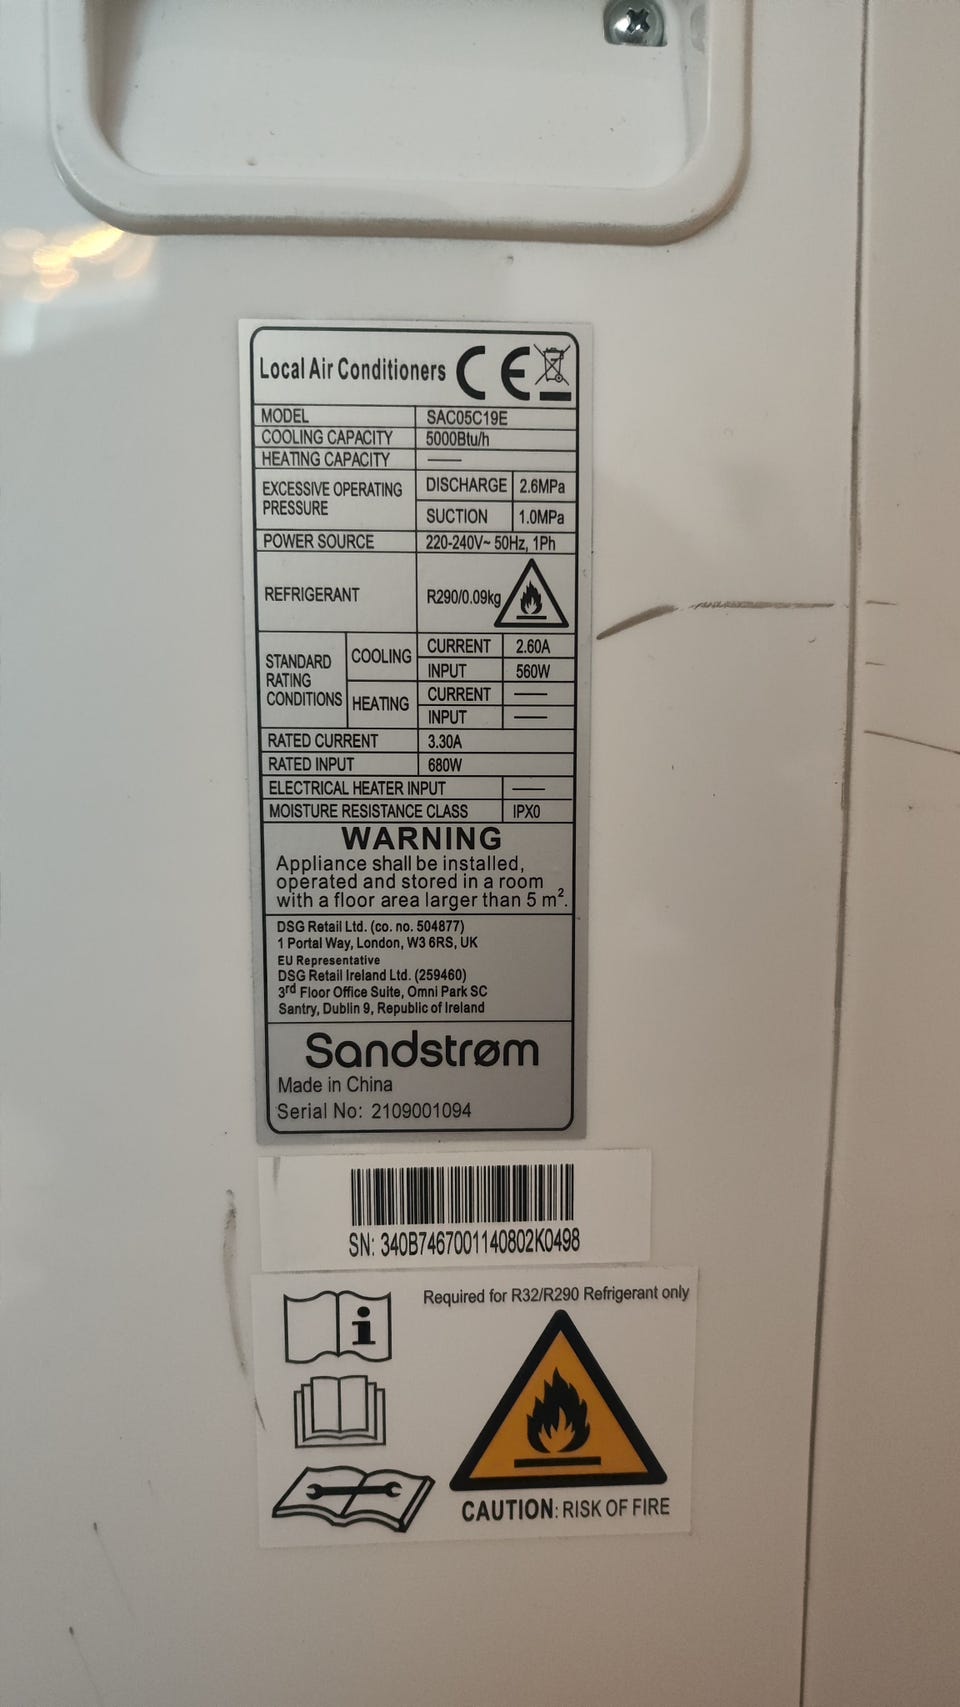 Local Air Conditioners CE
MODEL SAC05C19E
COOLING CAPACITY 5000Btu/h
HEATING CAPACITY —
EXCESSIVE OPERATING PRESSURE DISCHARGE 2.6MPa
SUCTION 1.0MPa
POWER SOURCE 220-240V~ 50Hz, 1Ph
REFRIGERANT R290/0.09kg
STANDARD RATING CONDITIONS COOLING CURRENT 2.60A
INPUT 560W
HEATING CURRENT —
INPUT —
RATED CURRENT 3.30A
RATED INPUT 680W
ELECTRICAL HEATER INPUT —
MOISTURE RESISTANCE CLASS IPX0
WARNING
Appliance shall be installed,
operated and stored in a room
with a floor area larger than 5 m².
DSG Retail Ltd. (co. no. 504877)
1 Portal Way, London, W3 6RS, UK
EU Representative
DSG Retail Ireland Ltd. (259460)
3rd Floor Office Suite, Omni Park SC
Santry, Dublin 9, Republic of Ireland
Sandstrøm
Made in China
Serial No: 2109001094
SN: 340B7467001140802K0498
Required for R32/R290 Refrigerant only
i
CAUTION: RISK OF FIRE